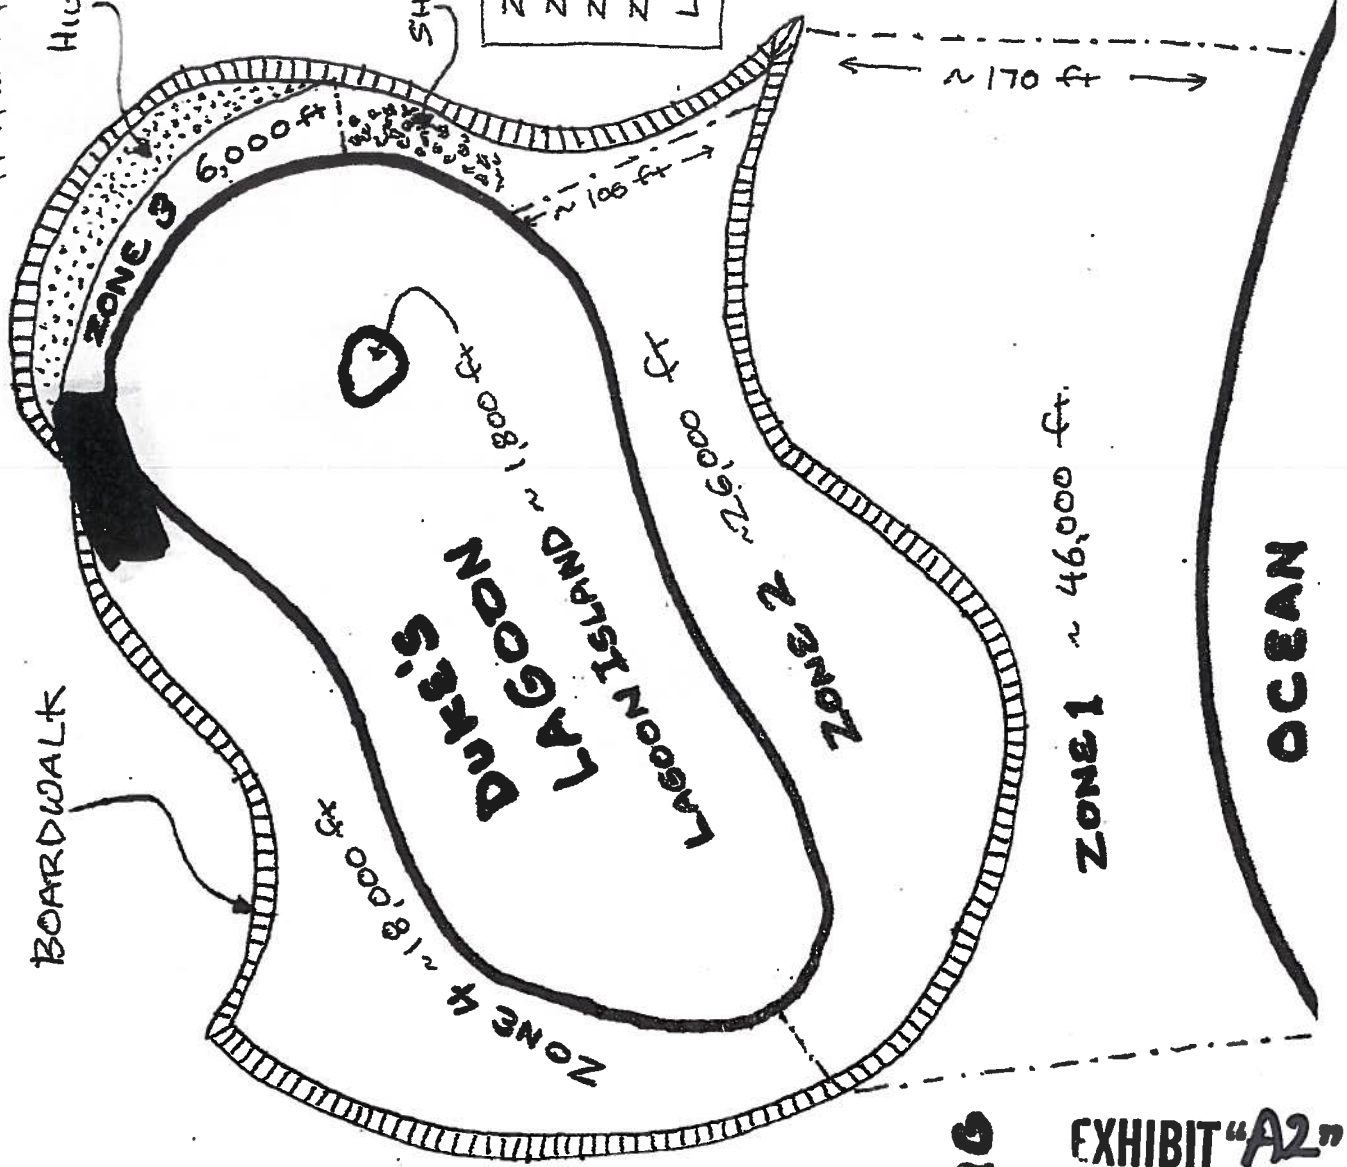 ~170 ft
6,000 ft
ZONE 3
~100 ft
~26,000 ft
ZONE 2
LAGOON ISLAND ~ 1,800 ft
DUKE'S
LAGOON
ZONE 4 ~18,000 ft
BOARDWALK
ZONE 1 ~ 46,000 ft.
OCEAN
EXHIBIT "A2"